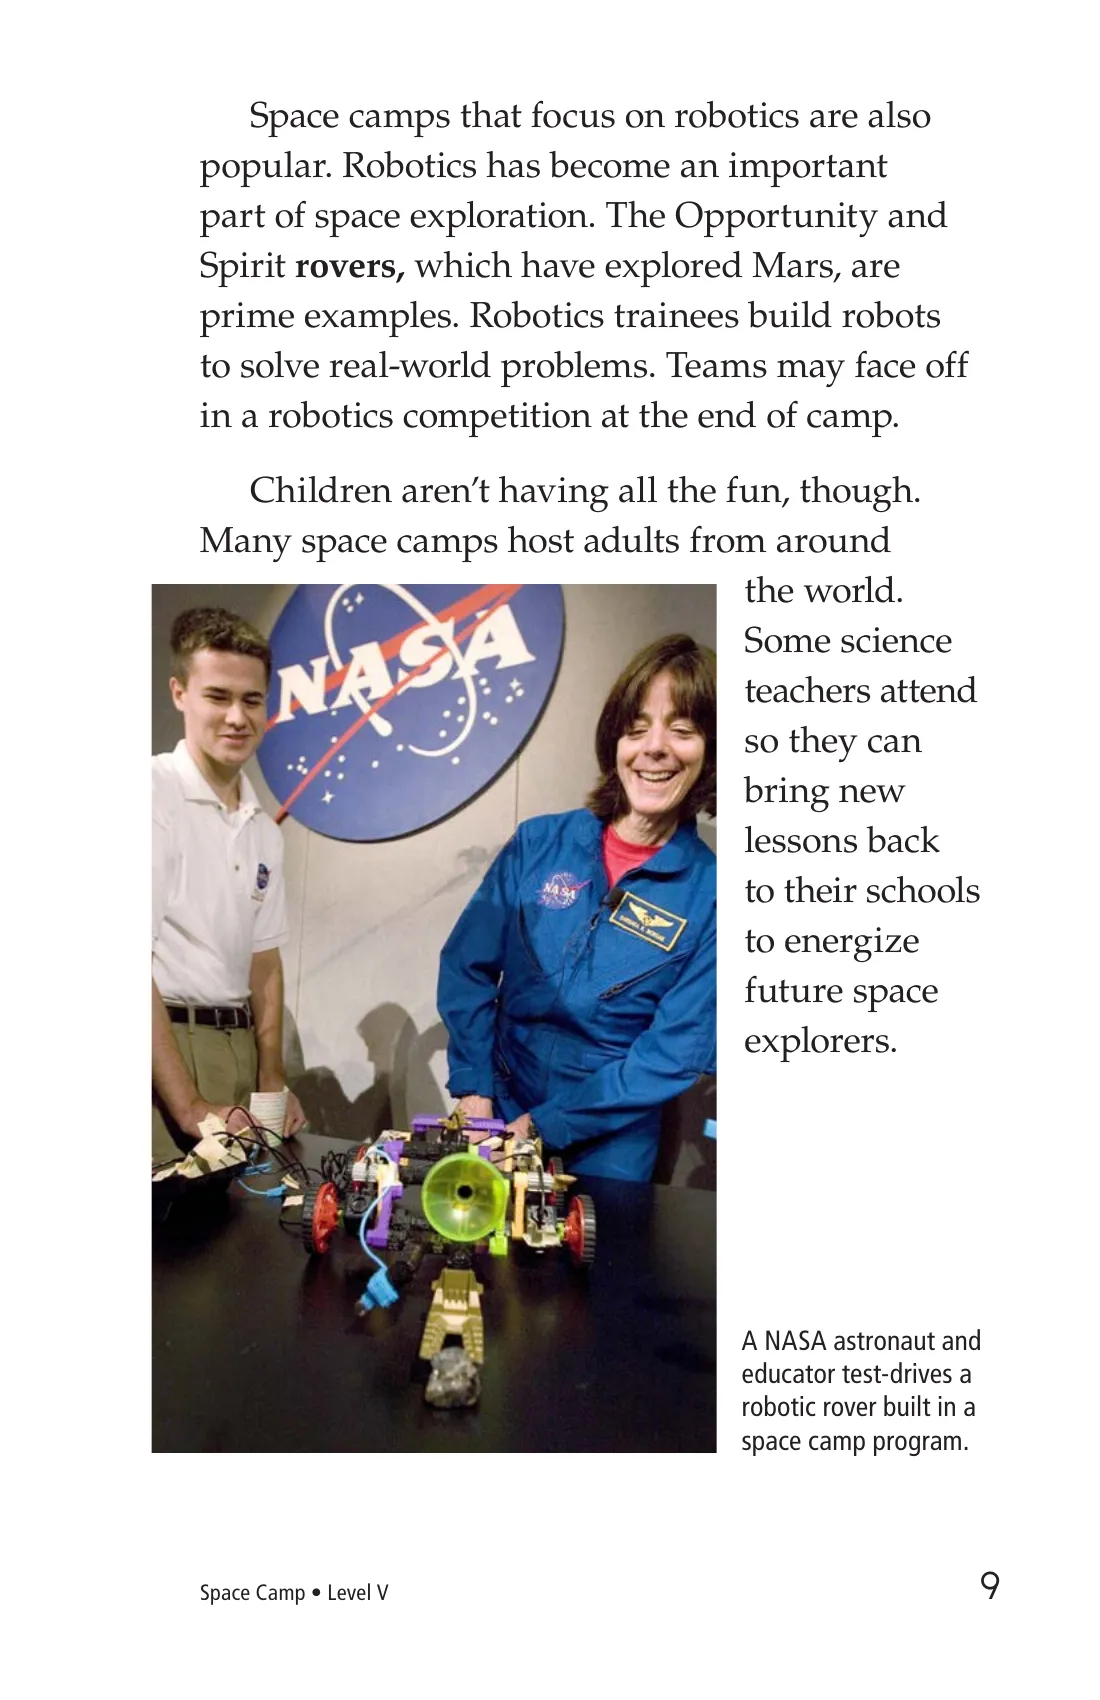 Space camps that focus on robotics are also
popular. Robotics has become an important
part of space exploration. The Opportunity and
Spirit rovers, which have explored Mars, are
prime examples. Robotics trainees build robots
to solve real-world problems. Teams may face off
in a robotics competition at the end of camp.
Children aren’t having all the fun, though.
Many space camps host adults from around
the world.
Some science
teachers attend
so they can
bring new
lessons back
to their schools
to energize
future space
explorers.
NASA
NASA
A NASA astronaut and
educator test-drives a
robotic rover built in a
space camp program.
Space Camp • Level V
9